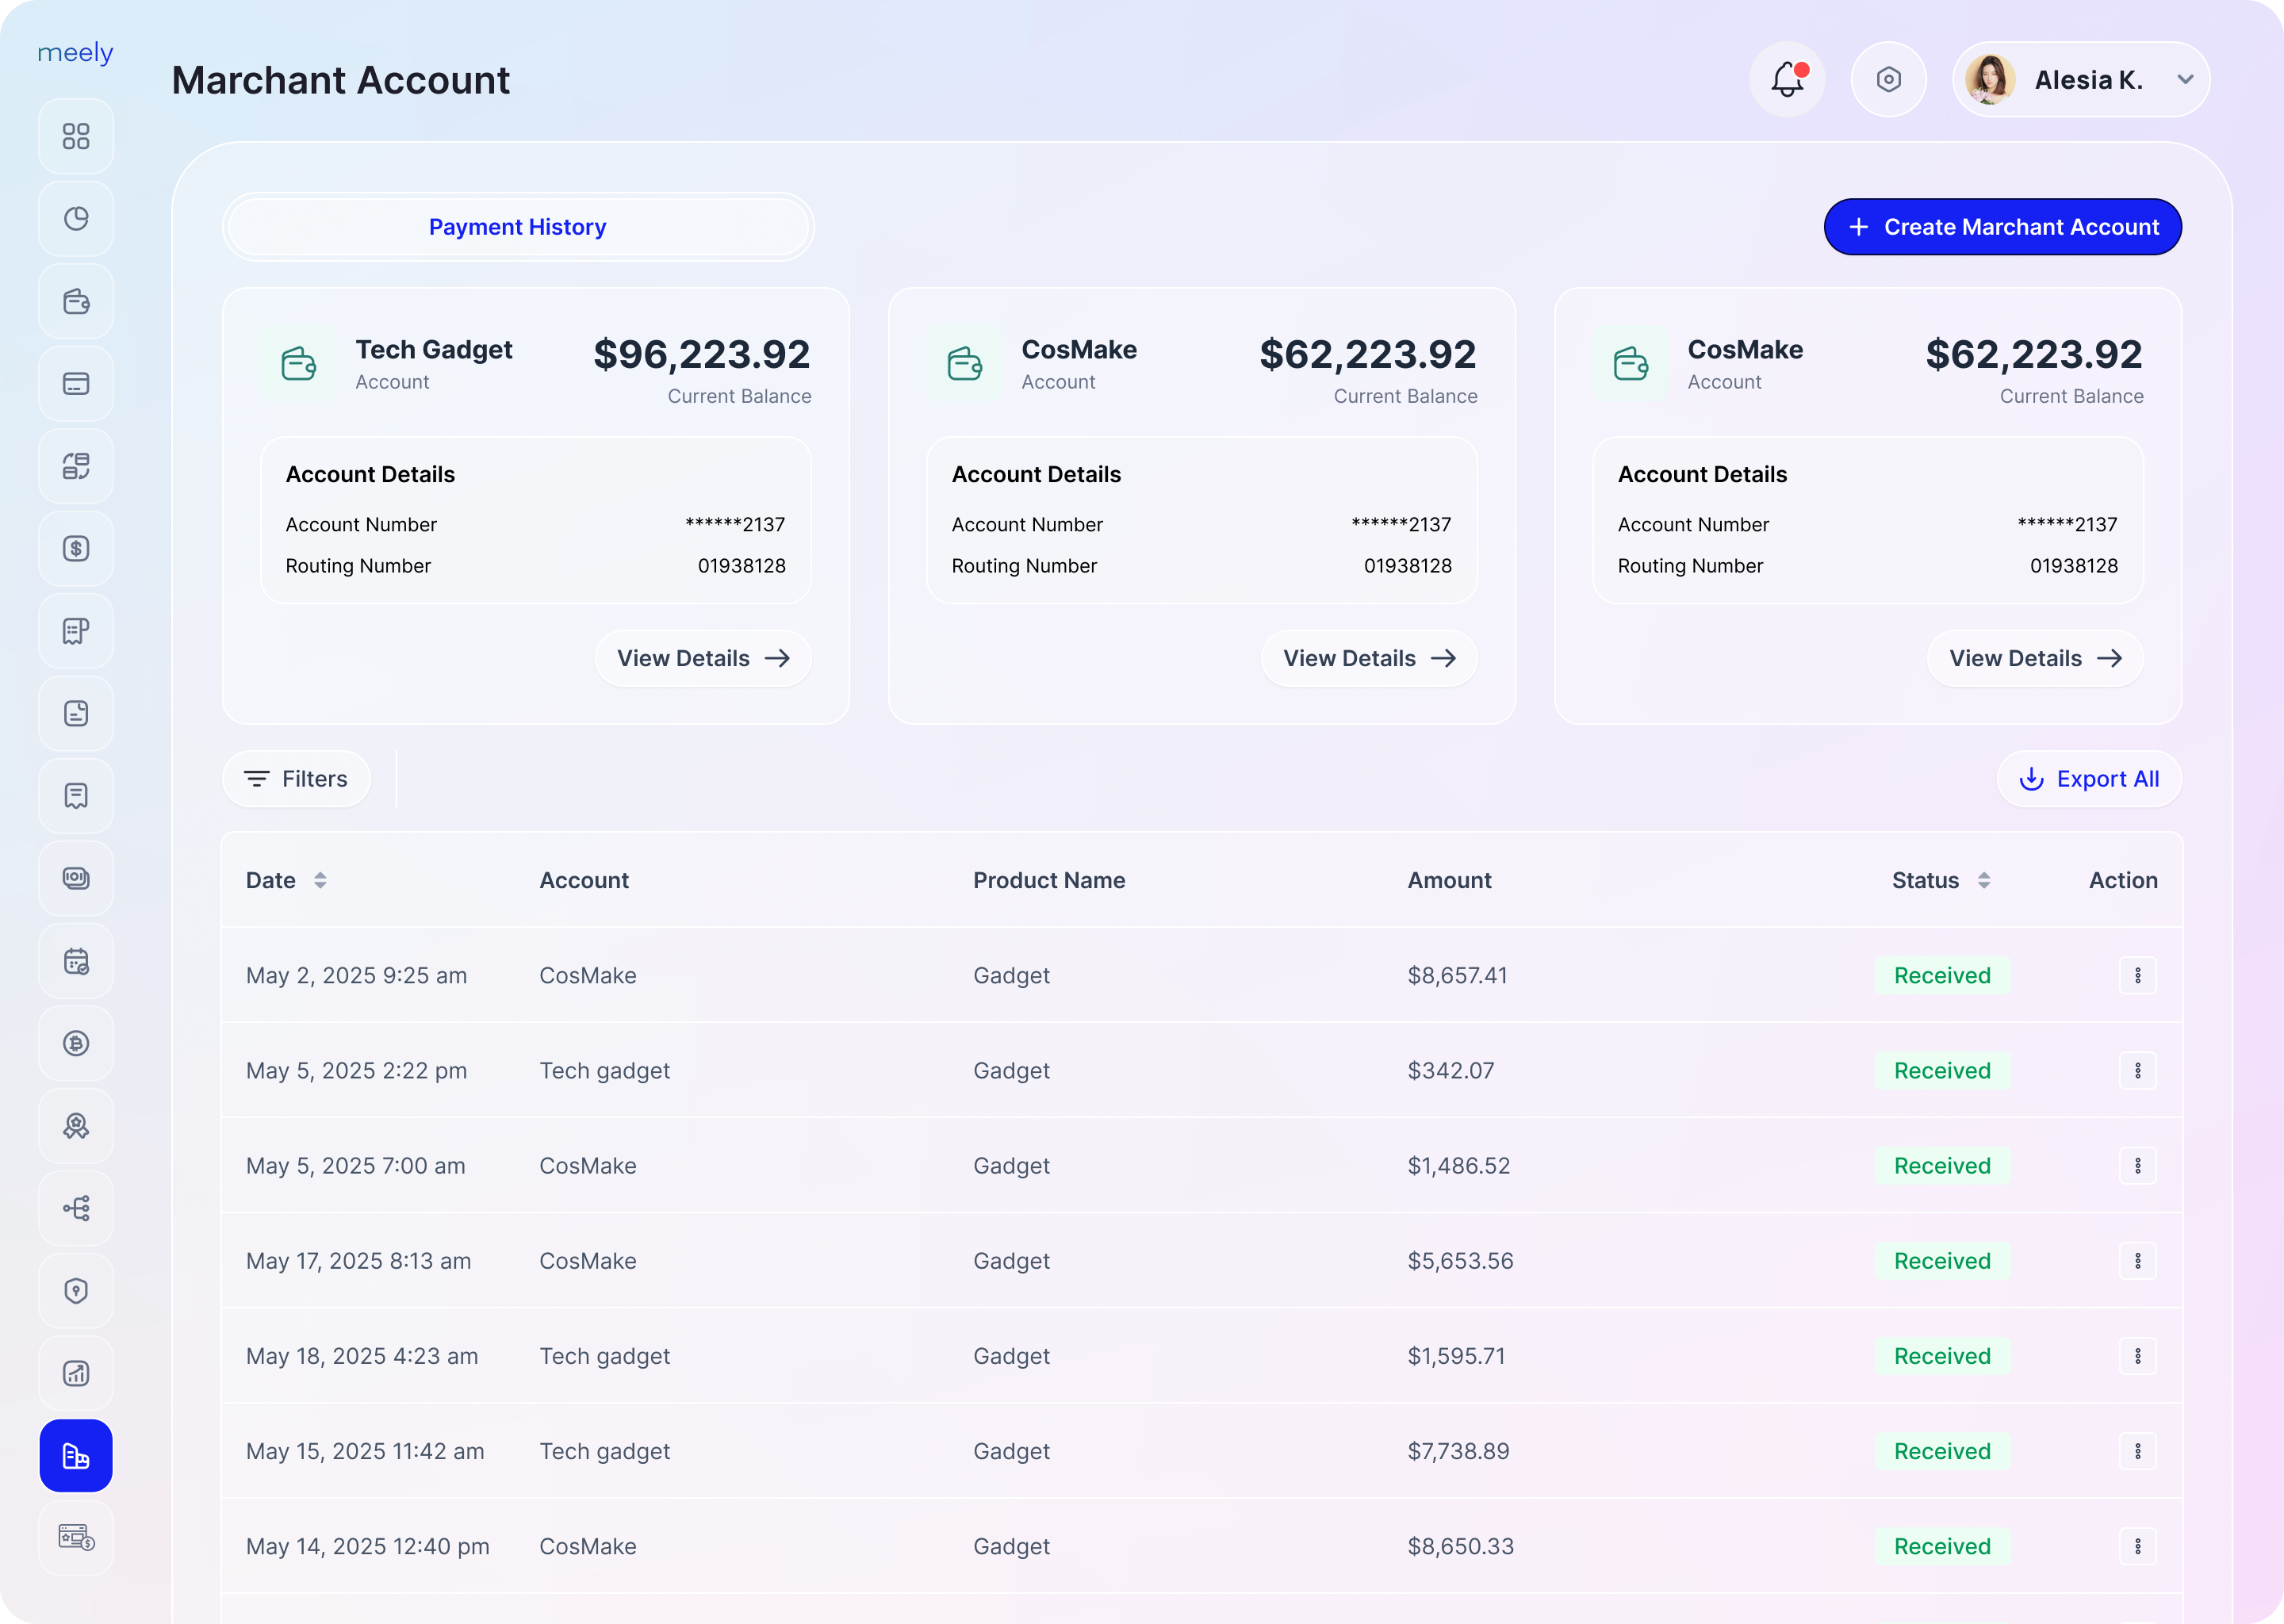 meely
Marchant Account
Alesia K.
Payment History
Create Marchant Account
Tech Gadget
Account
$96,223.92
Current Balance
Account Details
Account Number ******2137
Routing Number 01938128
View Details
CosMake
Account
$62,223.92
Current Balance
Account Details
Account Number ******2137
Routing Number 01938128
View Details
CosMake
Account
$62,223.92
Current Balance
Account Details
Account Number ******2137
Routing Number 01938128
View Details
Filters
Export All
Date Account Product Name Amount Status Action
May 2, 2025 9:25 am CosMake Gadget $8,657.41 Received
May 5, 2025 2:22 pm Tech gadget Gadget $342.07 Received
May 5, 2025 7:00 am CosMake Gadget $1,486.52 Received
May 17, 2025 8:13 am CosMake Gadget $5,653.56 Received
May 18, 2025 4:23 am Tech gadget Gadget $1,595.71 Received
May 15, 2025 11:42 am Tech gadget Gadget $7,738.89 Received
May 14, 2025 12:40 pm CosMake Gadget $8,650.33 Received